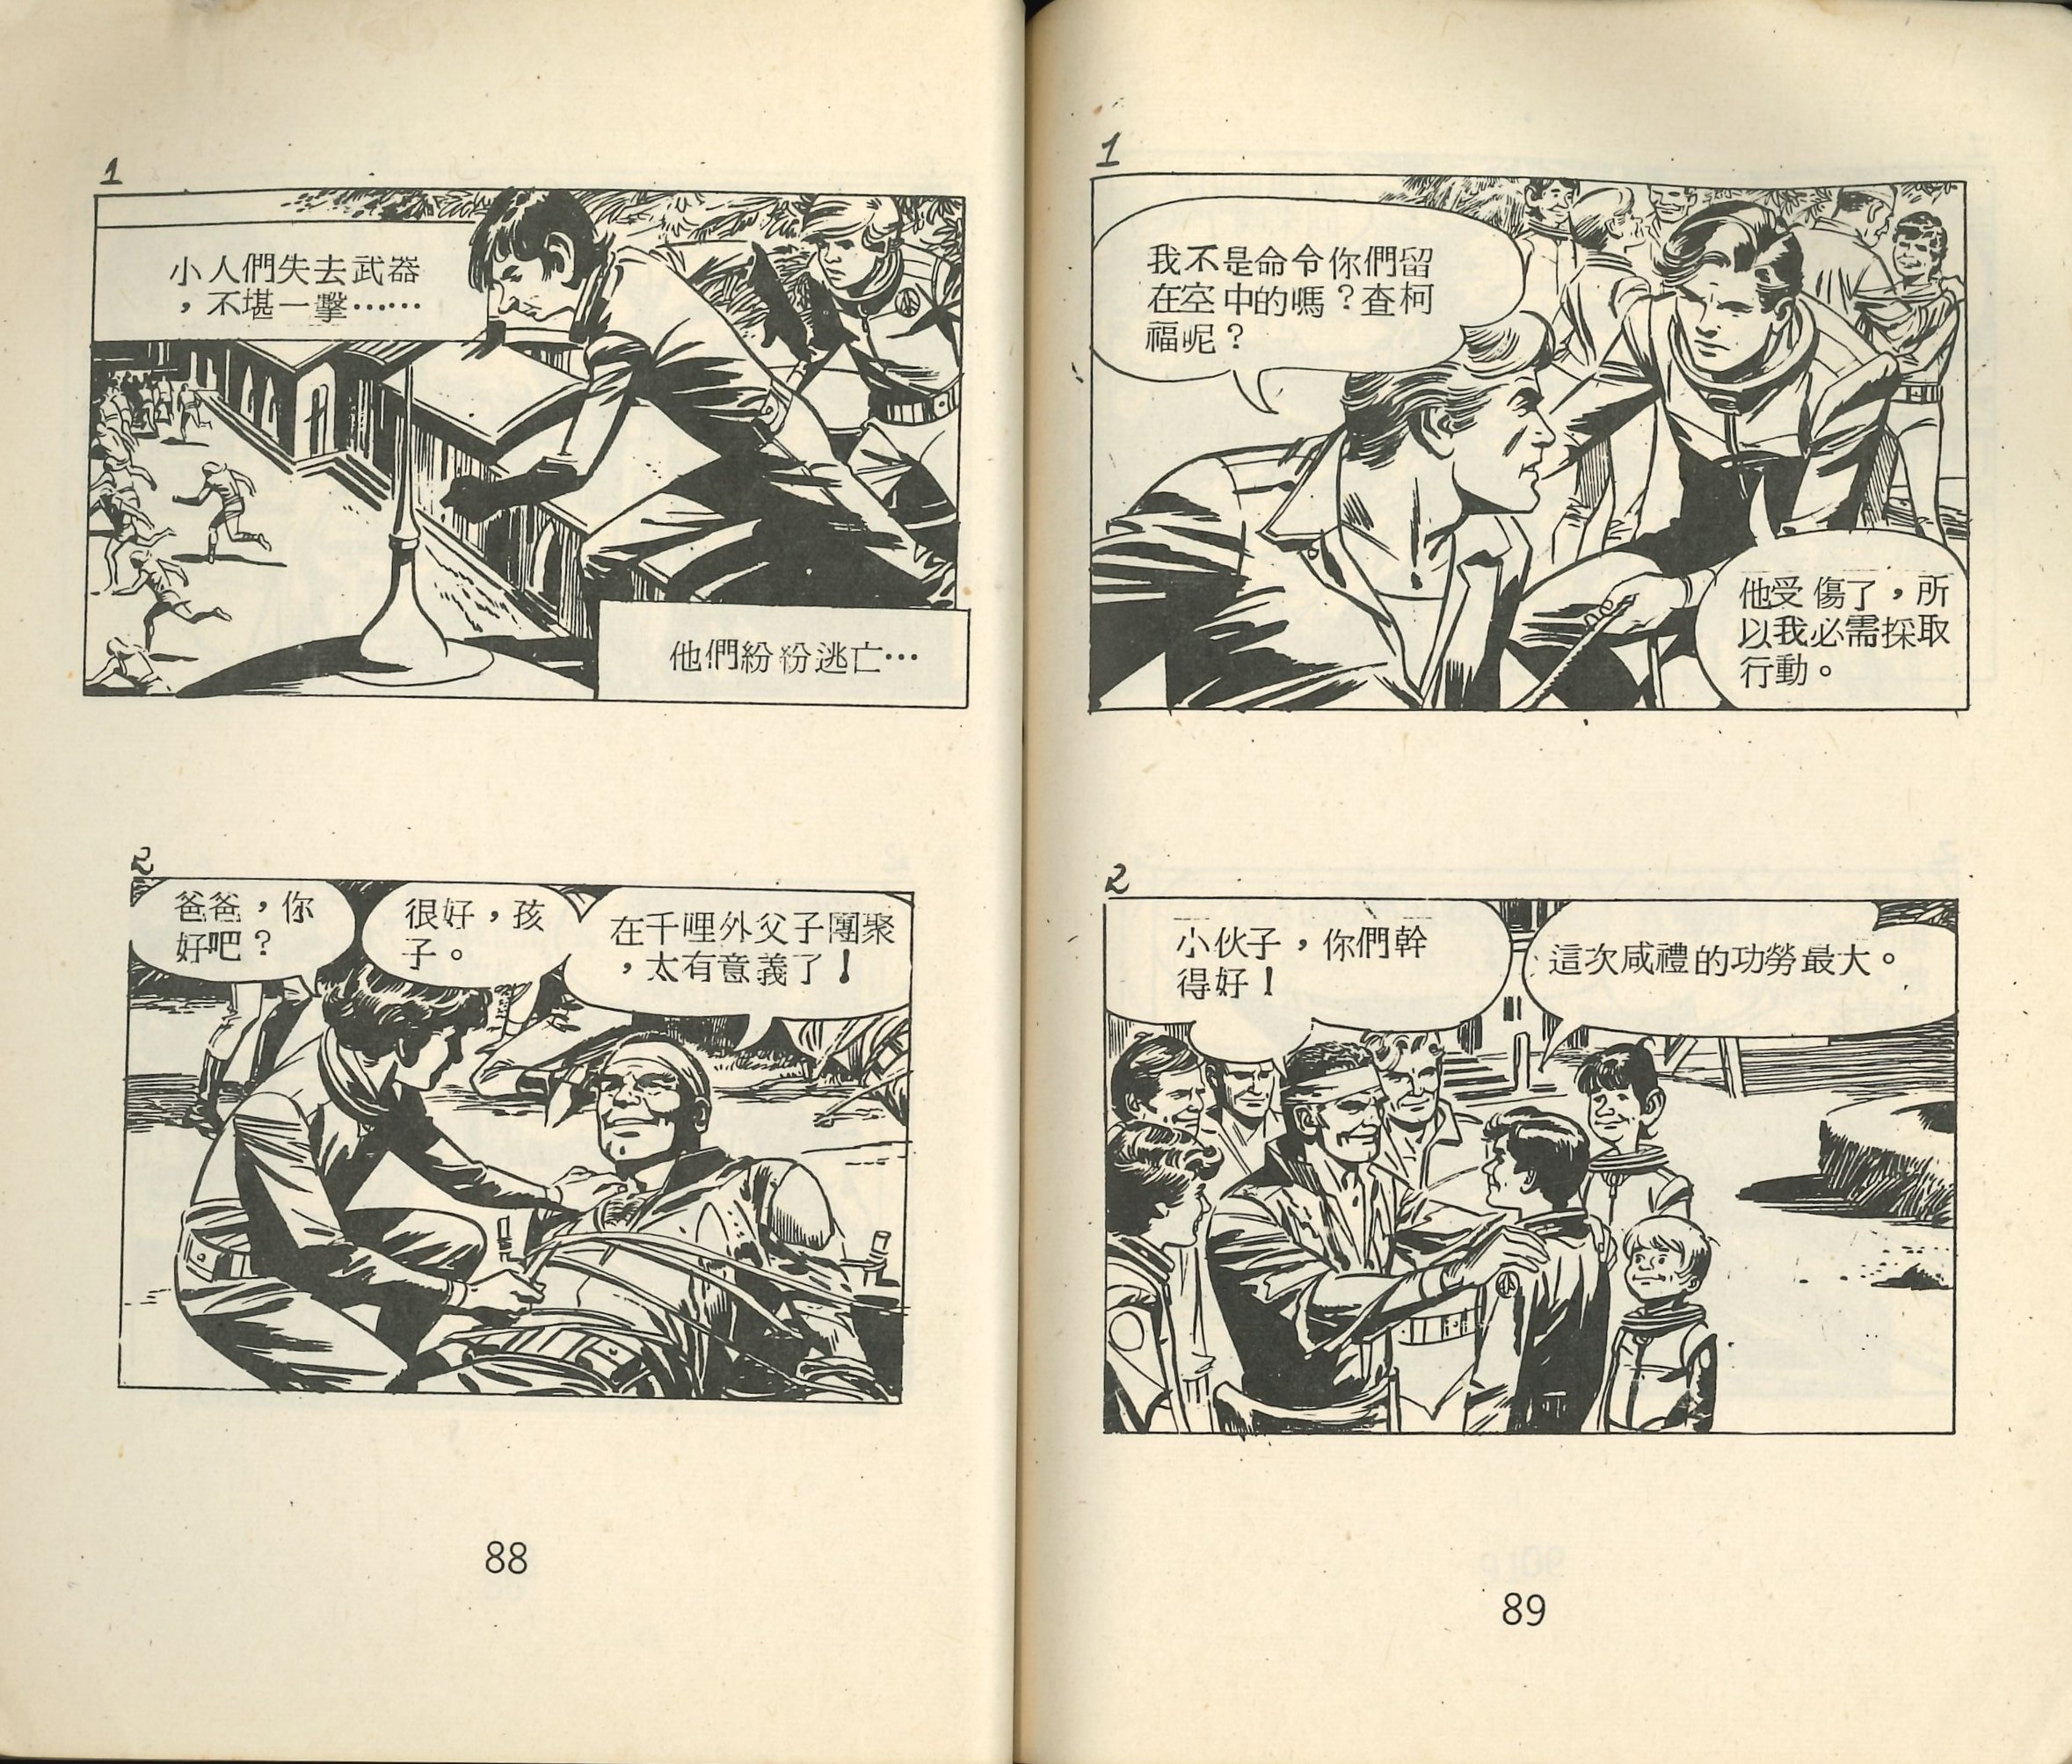 1
小人們失去武器
，不堪一擊……
他們紛紛逃亡…
2
爸爸，你
好吧？
很好，孩
子。
在千哩外父子團聚
，太有意義了！
88
1
我不是命令你們留
在空中的嗎？查柯
福呢？
他受傷了，所
以我必需採取
行動。
2
小伙子，你們幹
得好！
這次咸禮的功勞最大。
89